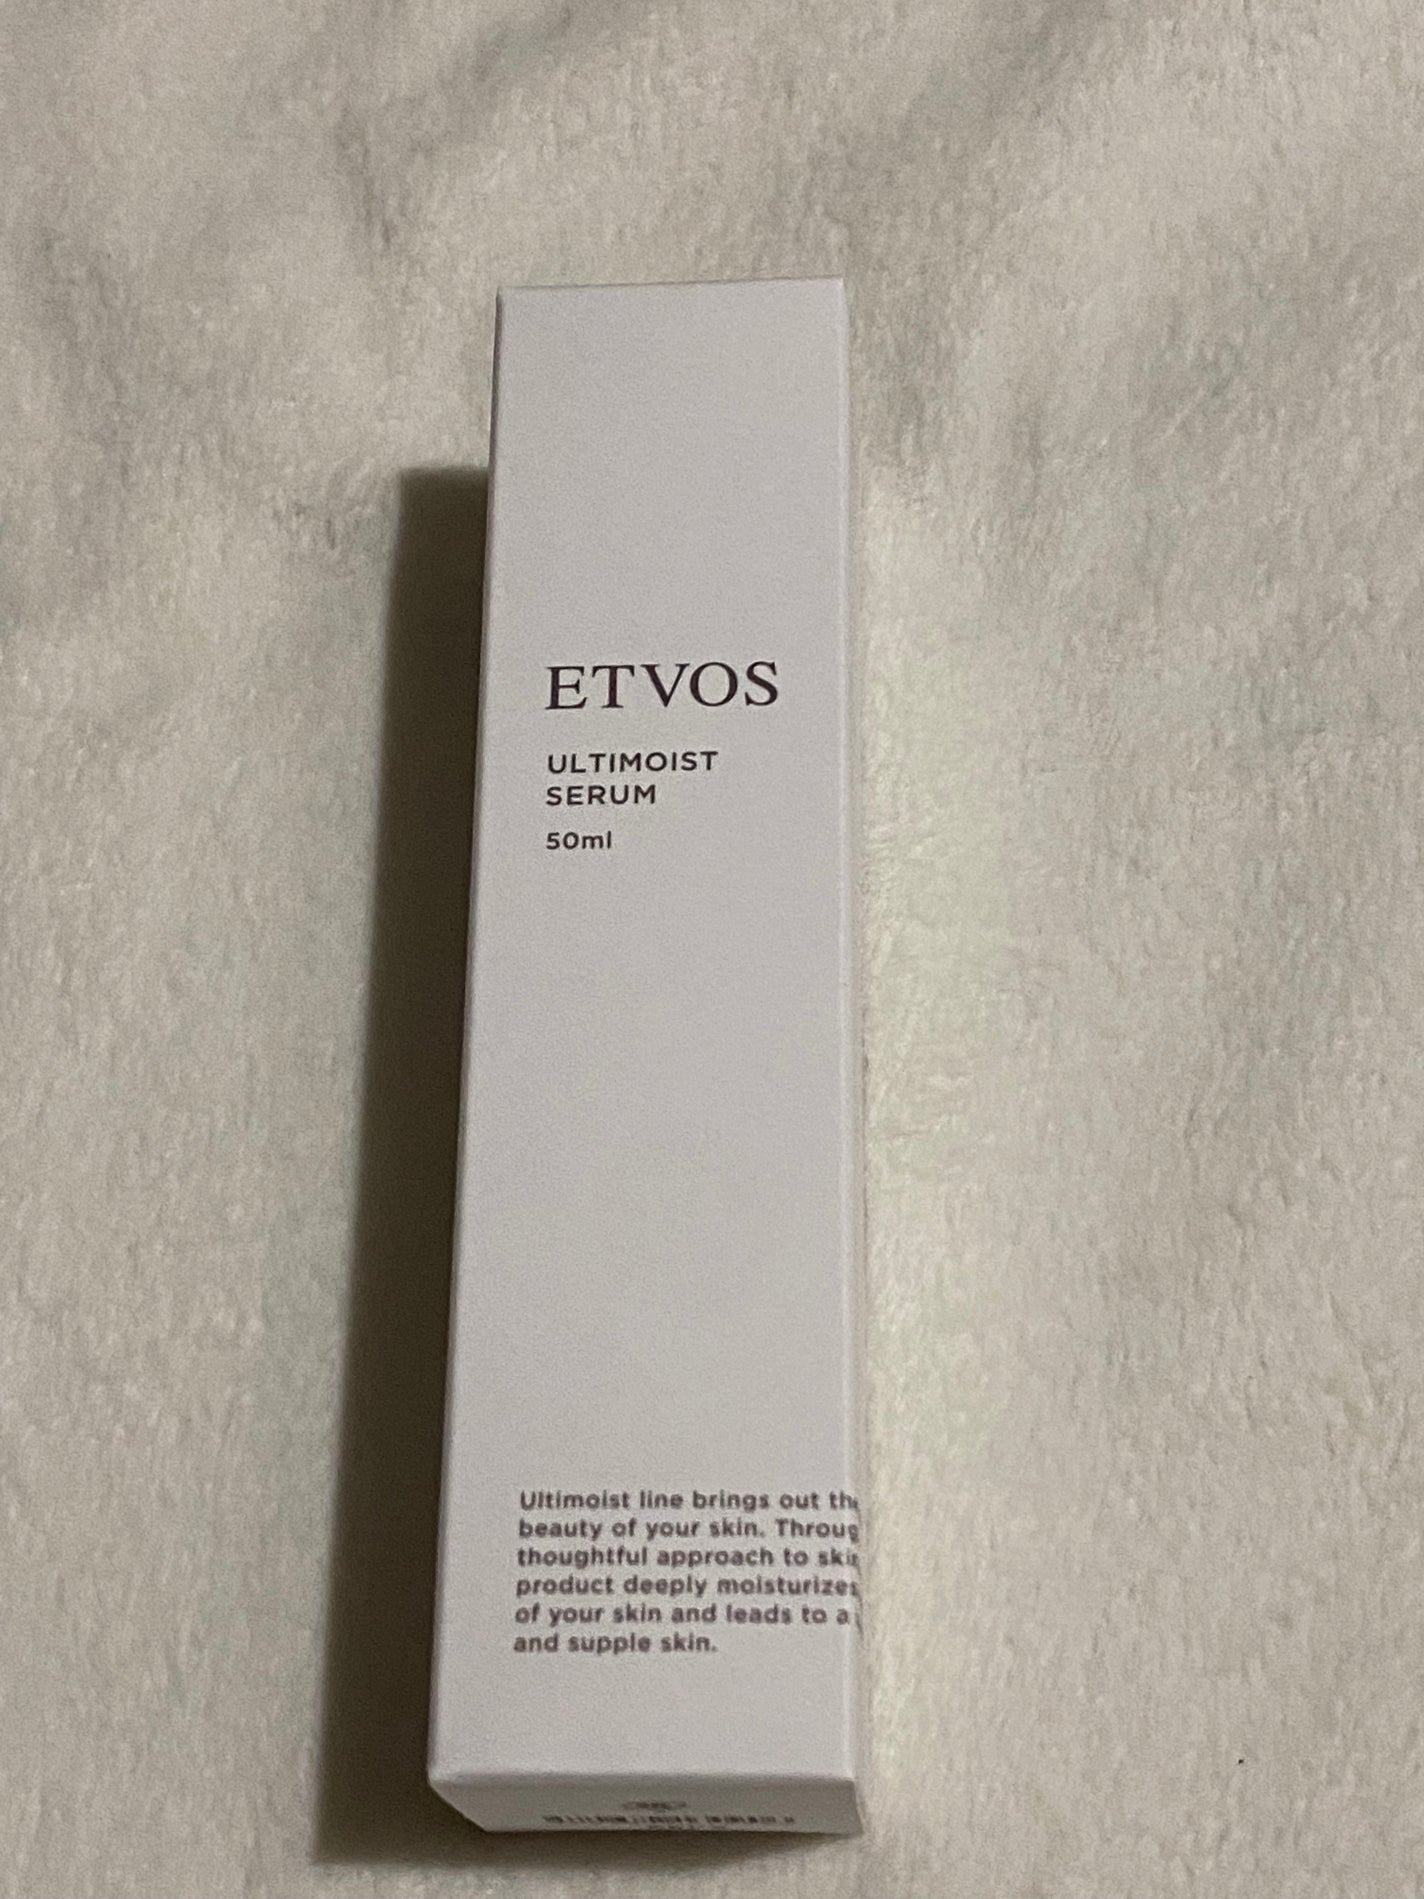 ETVOS
ULTIMOIST
SERUM
50ml
Ultimoist line brings out the
beauty of your skin. Throug
thoughtful approach to skin
product deeply moisturizes
of your skin and leads to a
and supple skin.